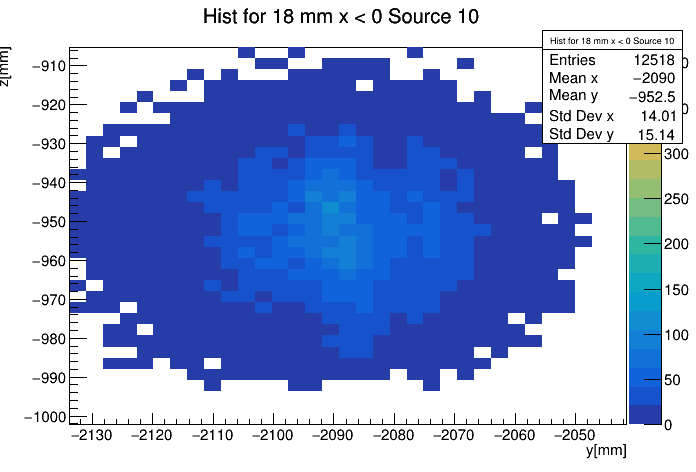 Hist for 18 mm x < 0 Source 10
Hist for 18 mm x < 0 Source 10
Entries 12518
Mean x −2090
Mean y −952.5
Std Dev x 14.01
Std Dev y 15.14
z[mm]
−910
−920
−930
−940
−950
−960
−970
−980
−990
−1000
−2130 −2120 −2110 −2100 −2090 −2080 −2070 −2060 −2050
y[mm]
300
250
200
150
100
50
0